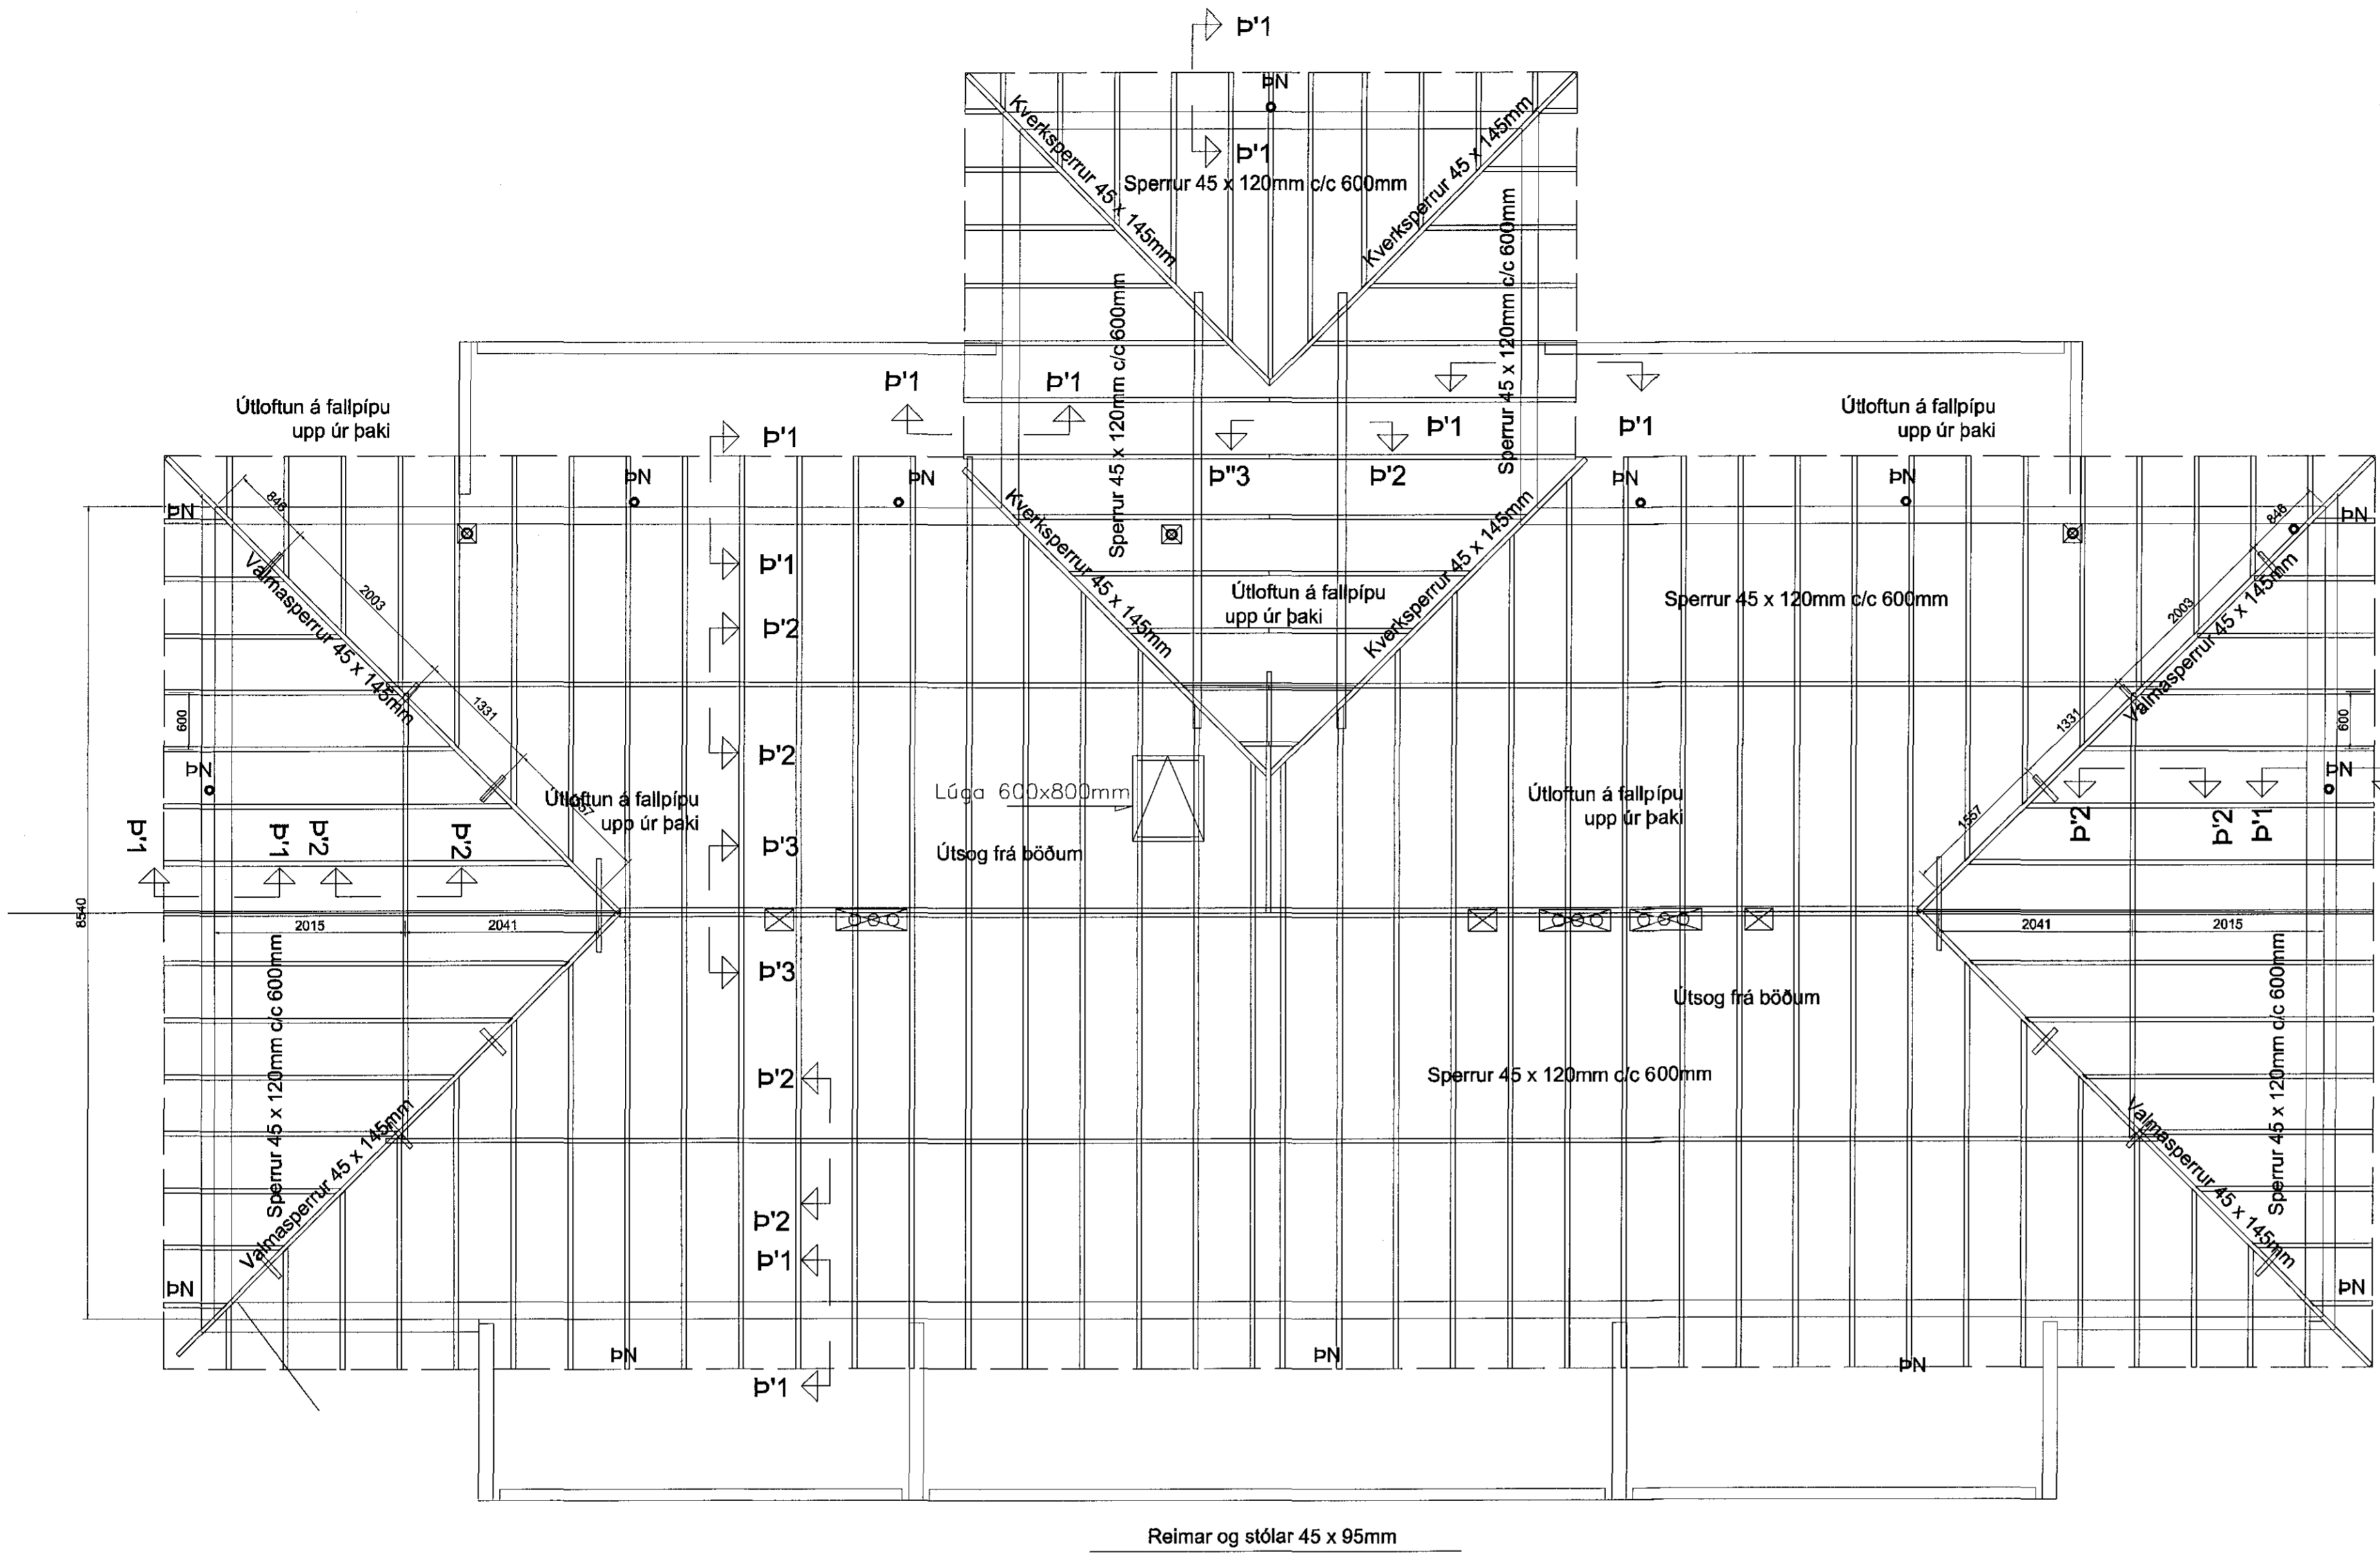 Þ'1
ÞN
Kverksperrur 45 x 145mm
Kverksperrur 45 x 145mm
Þ'1
Sperrur 45 x 120mm c/c 600mm
Sperrur 45 x 120mm c/c 600mm
Sperrur 45 x 120mm c/c 600mm
Þ'1
Þ'1
Útloftun á fallpípu
upp úr þaki
Útloftun á fallpípu
upp úr þaki
Þ'1
Þ'1
Þ'1
Þ"3
Þ'2
ÞN
ÞN
ÞN
ÞN
846
846
ÞN
ÞN
Kverksperrur 45 x 145mm
Kverksperrur 45 x 145mm
Þ'1
2003
2003
Valmasperrur 45 x 145mm
Valmasperrur 45 x 145mm
Útloftun á fallpípu
upp úr þaki
Sperrur 45 x 120mm c/c 600mm
Þ'2
1331
1331
600
600
Þ'2
ÞN
ÞN
Lúga 600x800mm
Útloftun á fallpípu
upp úr þaki
1557
Útloftun á fallpípu
upp úr þaki
1557
Þ'1
Þ'1
Þ'2
Þ'2
Þ'3
Útsog frá böðum
Þ'2
Þ'2
Þ'1
8540
2015
2041
2041
2015
Þ'3
Útsog frá böðum
Sperrur 45 x 120mm c/c 600mm
Sperrur 45 x 120mm c/c 600mm
Þ'2
Sperrur 45 x 120mm c/c 600mm
Valmasperrur 45 x 145mm
Valmasperrur 45 x 145mm
Þ'2
Þ'1
ÞN
ÞN
ÞN
ÞN
ÞN
Þ'1
Reimar og stólar 45 x 95mm